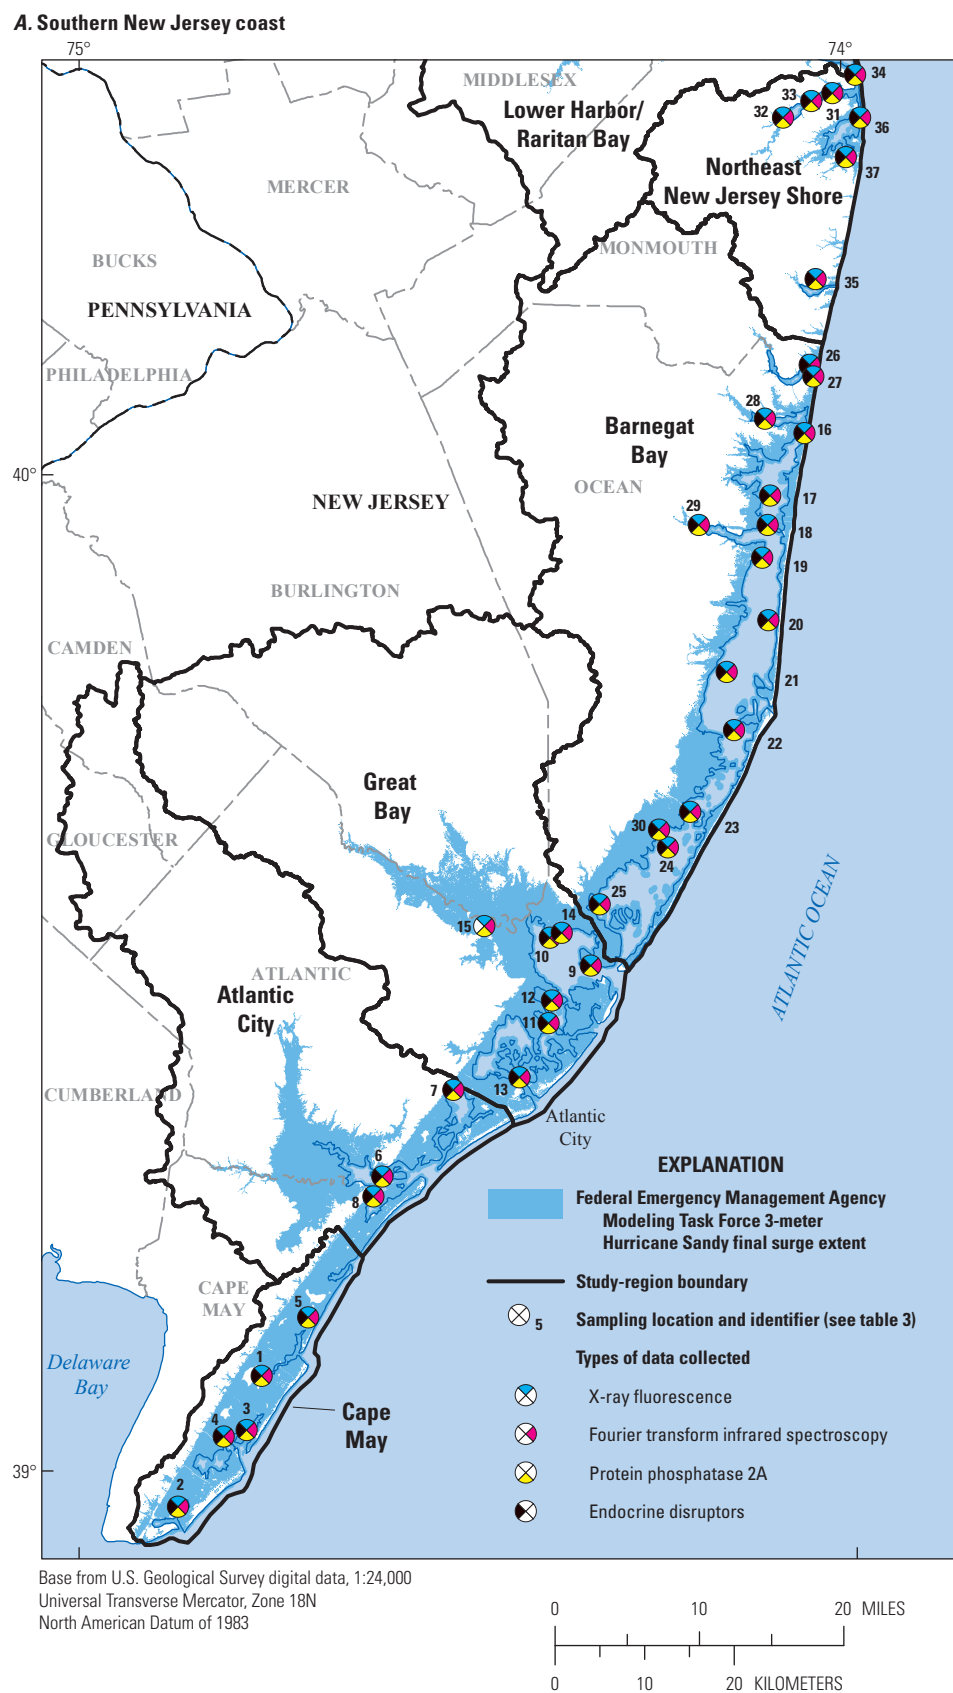 A. Southern New Jersey coast
75°
74°
MIDDLESEX
Lower Harbor/
Raritan Bay
34
33
32
31
36
37
Northeast
New Jersey Shore
MERCER
MONMOUTH
BUCKS
PENNSYLVANIA
35
PHILADELPHIA
26
27
28
16
Barnegat
Bay
40°
OCEAN
NEW JERSEY
17
29
18
19
BURLINGTON
20
CAMDEN
21
22
Great
Bay
GLOUCESTER
30
23
24
25
ATLANTIC OCEAN
15
14
10
9
ATLANTIC
Atlantic
City
12
11
CUMBERLAND
7
13
Atlantic
City
6
8
CAPE
MAY
5
Delaware
Bay
1
4
3
Cape
May
39°
2
EXPLANATION
Federal Emergency Management Agency
Modeling Task Force 3-meter
Hurricane Sandy final surge extent
Study-region boundary
5
Sampling location and identifier (see table 3)
Types of data collected
X-ray fluorescence
Fourier transform infrared spectroscopy
Protein phosphatase 2A
Endocrine disruptors
Base from U.S. Geological Survey digital data, 1:24,000
Universal Transverse Mercator, Zone 18N
North American Datum of 1983
0 10 20 MILES
0 10 20 KILOMETERS